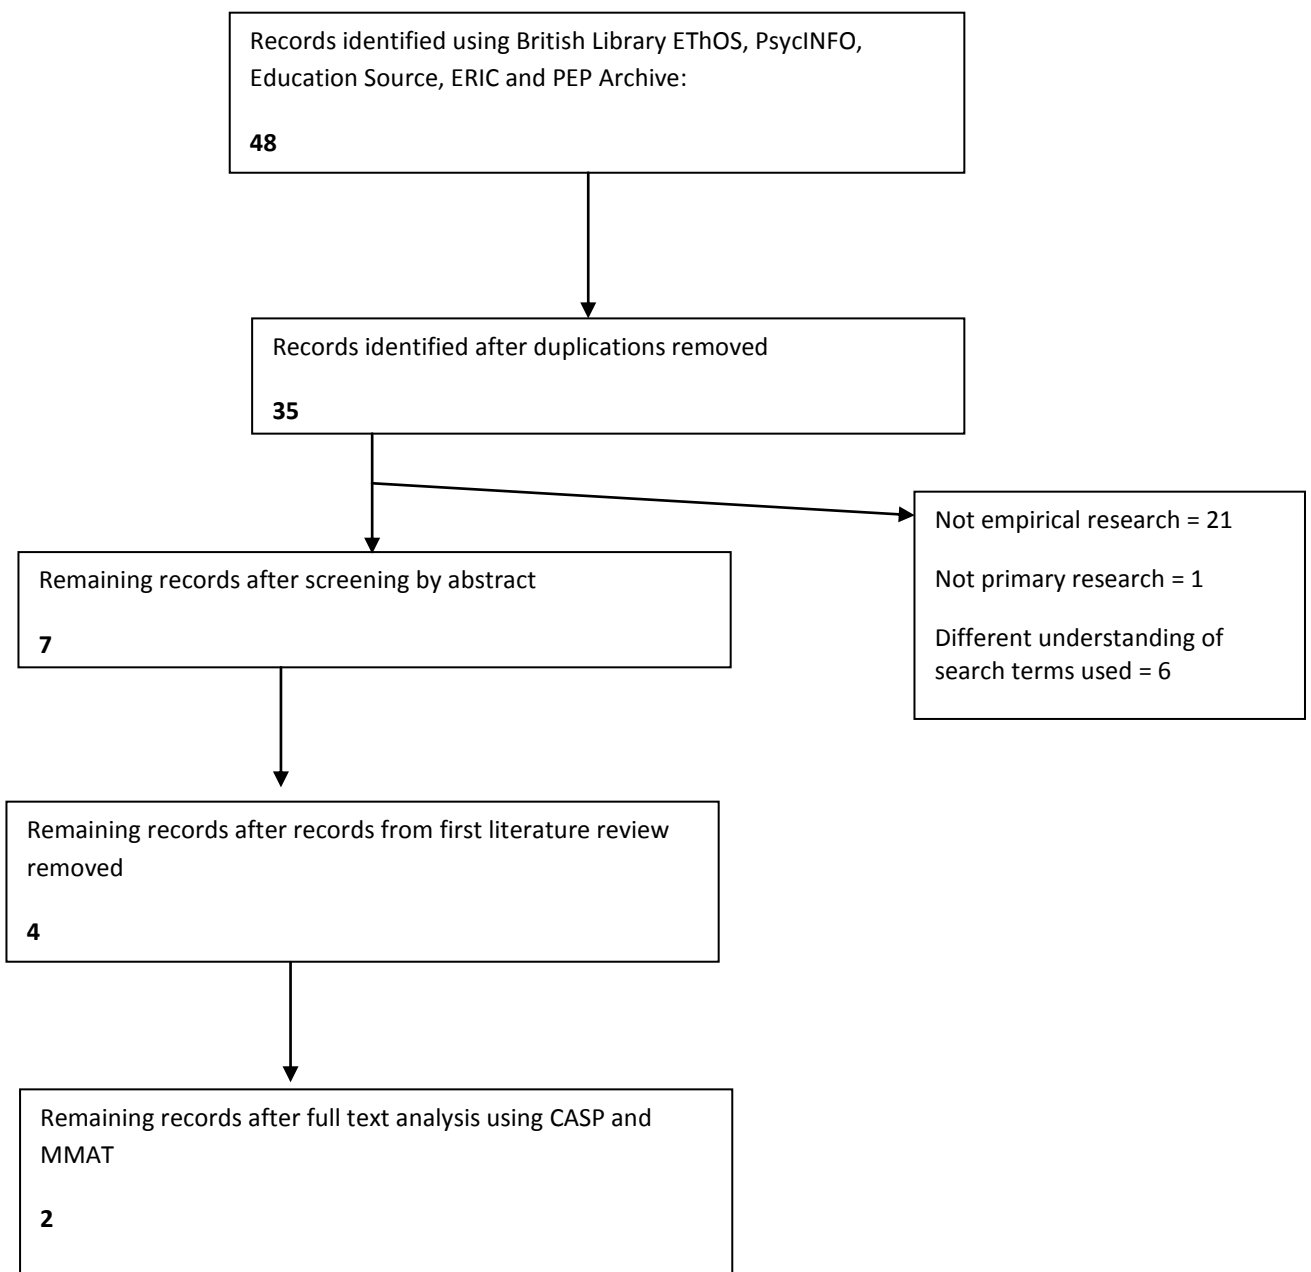 Records identified using British Library EThOS, PsycINFO,
Education Source, ERIC and PEP Archive:
48
Records identified after duplications removed
35
Not empirical research = 21
Not primary research = 1
Different understanding of
search terms used = 6
Remaining records after screening by abstract
7
Remaining records after records from first literature review
removed
4
Remaining records after full text analysis using CASP and
MMAT
2